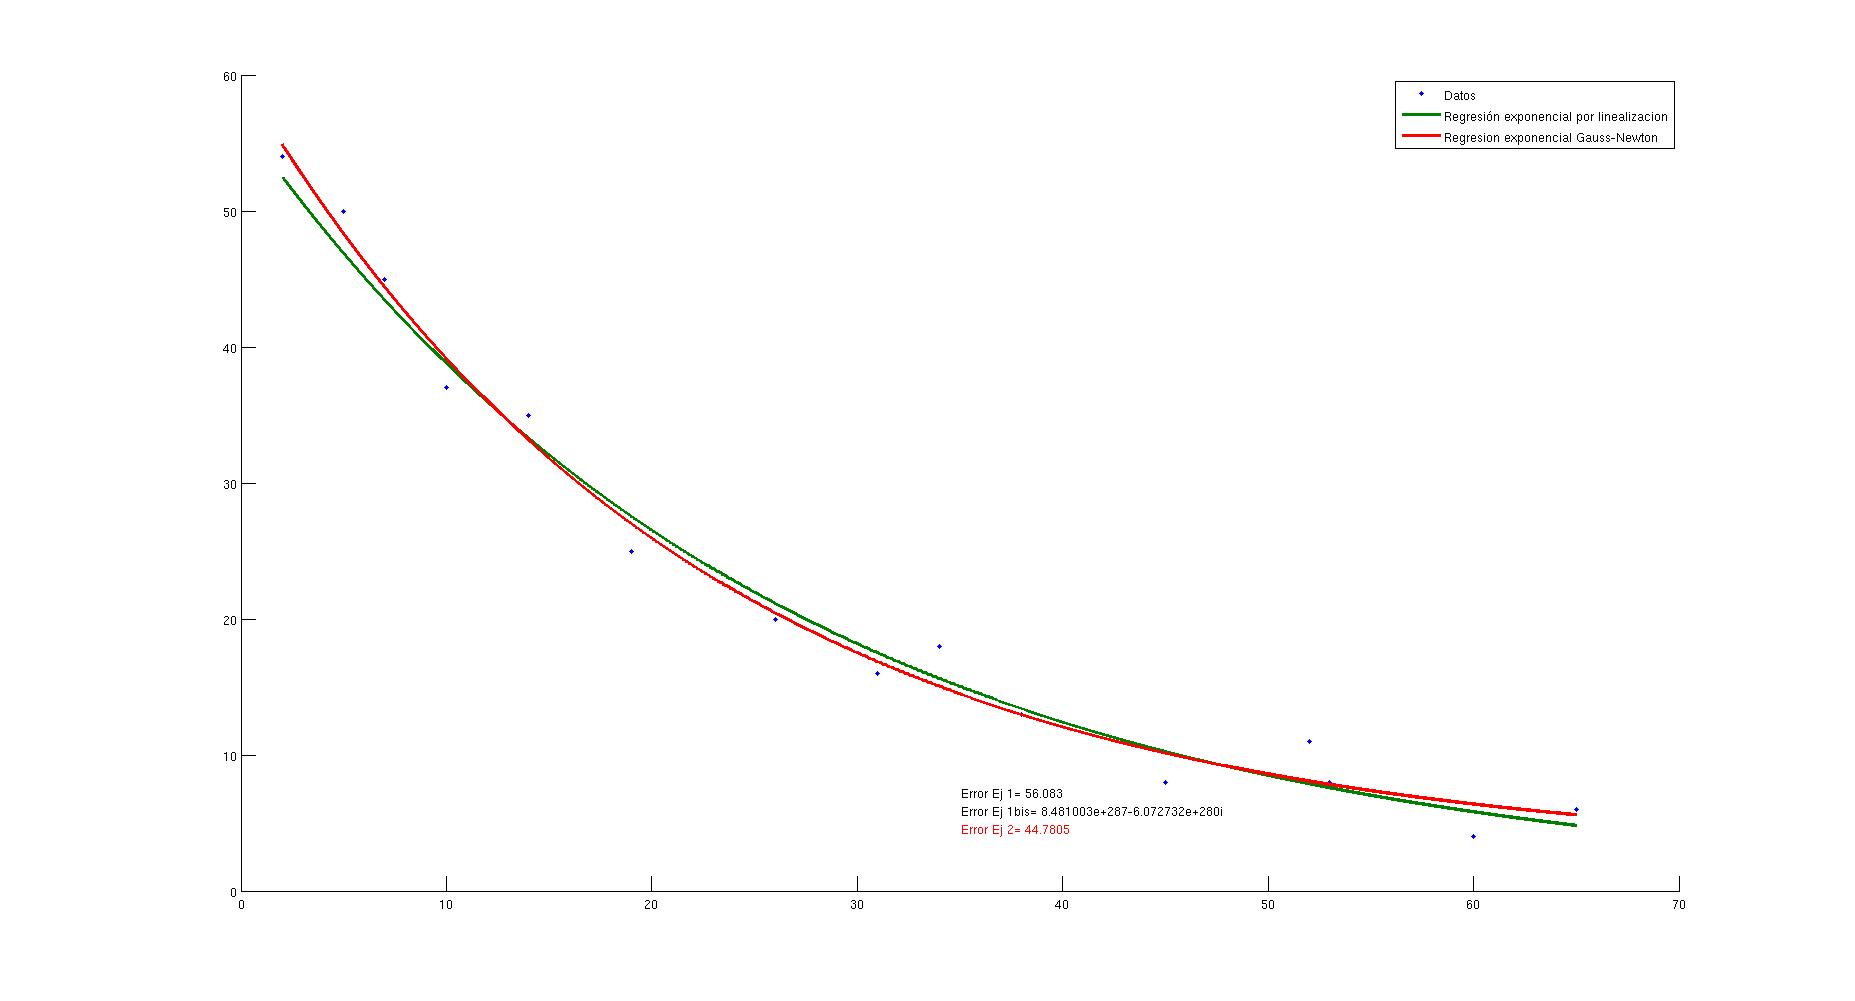 60
50
40
30
20
10
0
0 10 20 30 40 50 60 70
Datos
Regresión exponencial por linealizacion
Regresion exponencial Gauss-Newton
Error Ej 1= 56.083
Error Ej 1bis= 8.481003e+287-6.072732e+280i
Error Ej 2= 44.7805